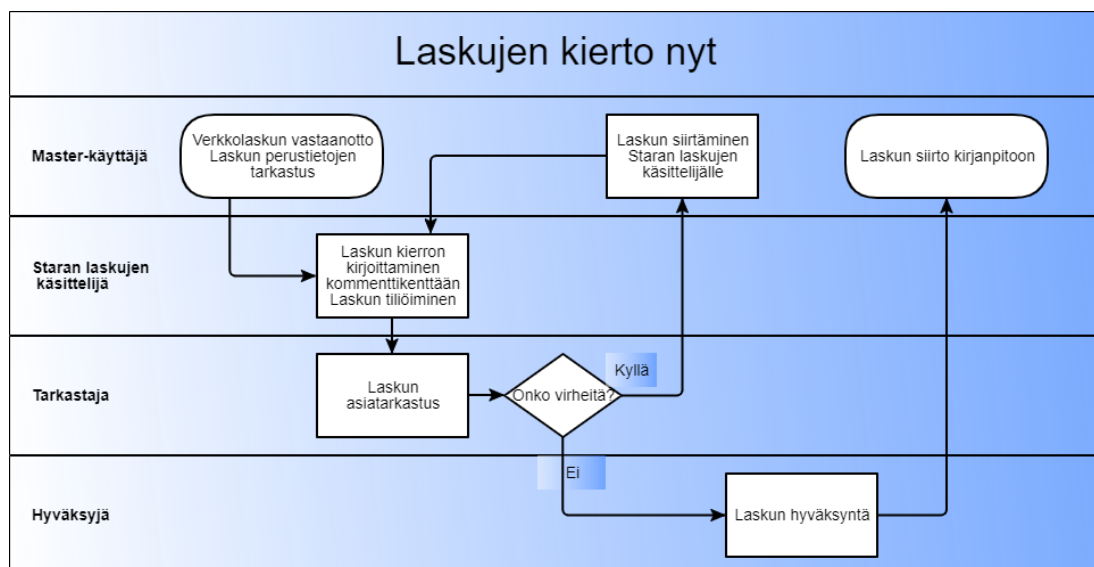 Laskujen kierto nyt
Master-käyttäjä
Verkkolaskun vastaanotto
Laskun perustietojen
tarkastus
Laskun siirtäminen
Staran laskujen
käsittelijälle
Laskun siirto kirjanpitoon
Staran laskujen
käsittelijä
Laskun kierron
kirjoittaminen
kommenttikenttään
Laskun tiliöiminen
Tarkastaja
Laskun
asiatarkastus
Onko virheitä?
Kyllä
Ei
Hyväksyjä
Laskun hyväksyntä